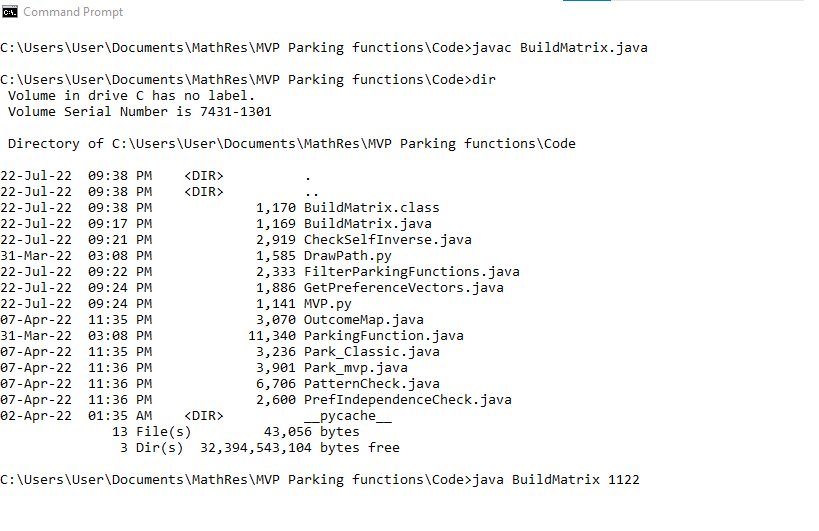 Command Prompt
C:\Users\User\Documents\MathRes\MVP Parking functions\Code>javac BuildMatrix.java
C:\Users\User\Documents\MathRes\MVP Parking functions\Code>dir
Volume in drive C has no label.
Volume Serial Number is 7431-1301
Directory of C:\Users\User\Documents\MathRes\MVP Parking functions\Code
22-Jul-22  09:38 PM    <DIR>          .
22-Jul-22  09:38 PM    <DIR>          ..
22-Jul-22  09:38 PM             1,170 BuildMatrix.class
22-Jul-22  09:17 PM             1,169 BuildMatrix.java
22-Jul-22  09:21 PM             2,919 CheckSelfInverse.java
31-Mar-22  03:08 PM             1,585 DrawPath.py
22-Jul-22  09:22 PM             2,333 FilterParkingFunctions.java
22-Jul-22  09:24 PM             1,886 GetPreferenceVectors.java
22-Jul-22  09:24 PM             1,141 MVP.py
07-Apr-22  11:35 PM             3,070 OutcomeMap.java
31-Mar-22  03:08 PM            11,340 ParkingFunction.java
07-Apr-22  11:35 PM             3,236 Park_Classic.java
07-Apr-22  11:36 PM             3,901 Park_mvp.java
07-Apr-22  11:36 PM             6,706 PatternCheck.java
07-Apr-22  11:36 PM             2,600 PrefIndependenceCheck.java
02-Apr-22  01:35 AM    <DIR>          __pycache__
13 File(s)         43,056 bytes
3 Dir(s)  32,394,543,104 bytes free
C:\Users\User\Documents\MathRes\MVP Parking functions\Code>java BuildMatrix 1122